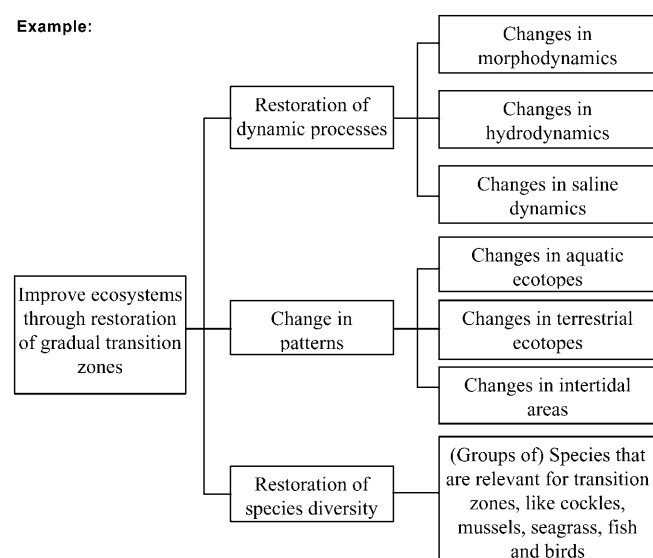 Example:
Improve ecosystems
through restoration
of gradual transition
zones
Restoration of
dynamic processes
Changes in
morphodynamics
Changes in
hydrodynamics
Changes in saline
dynamics
Change in
patterns
Changes in aquatic
ecotopes
Changes in terrestrial
ecotopes
Changes in intertidal
areas
Restoration of
species diversity
(Groups of) Species that
are relevant for transition
zones, like cockles,
mussels, seagrass, fish
and birds